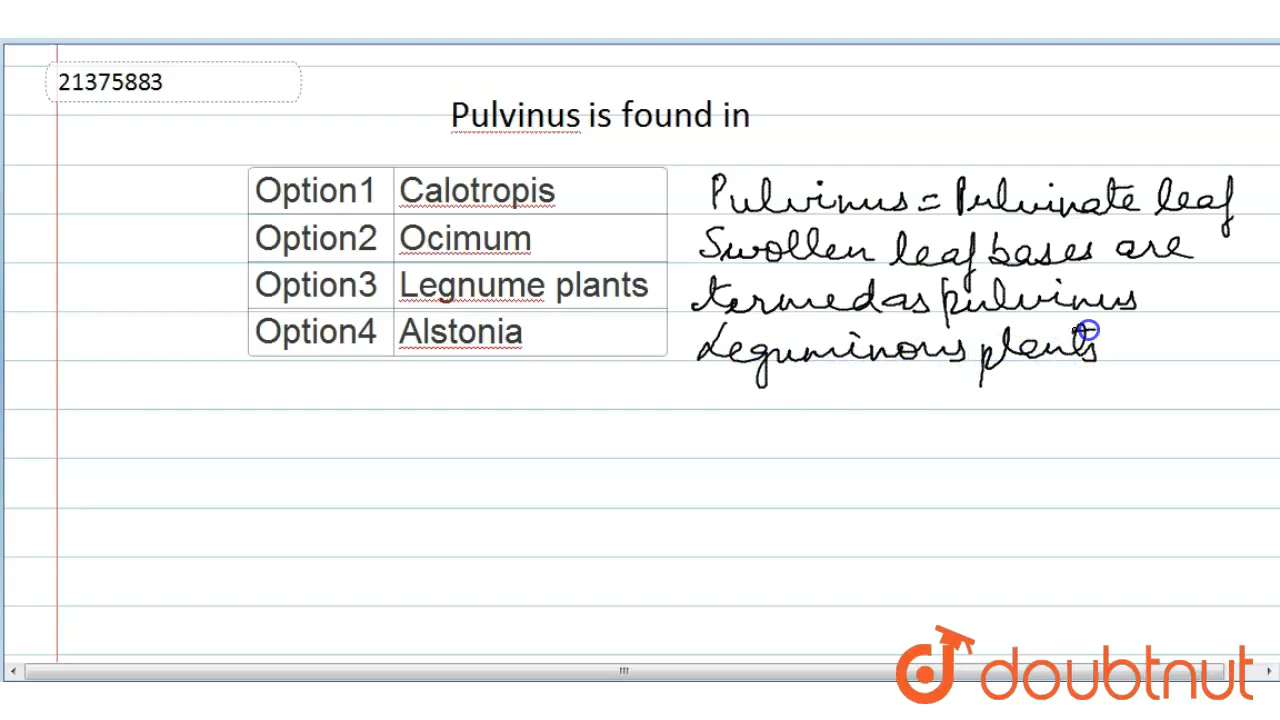 21375883
Pulvinus is found in
Option1 Calotropis
Option2 Ocimum
Option3 Legnume plants
Option4 Alstonia
Pulvinus = Pulvinate leaf
Swollen leaf bases are
termed as pulvinus
Leguminous plants
doubtnut